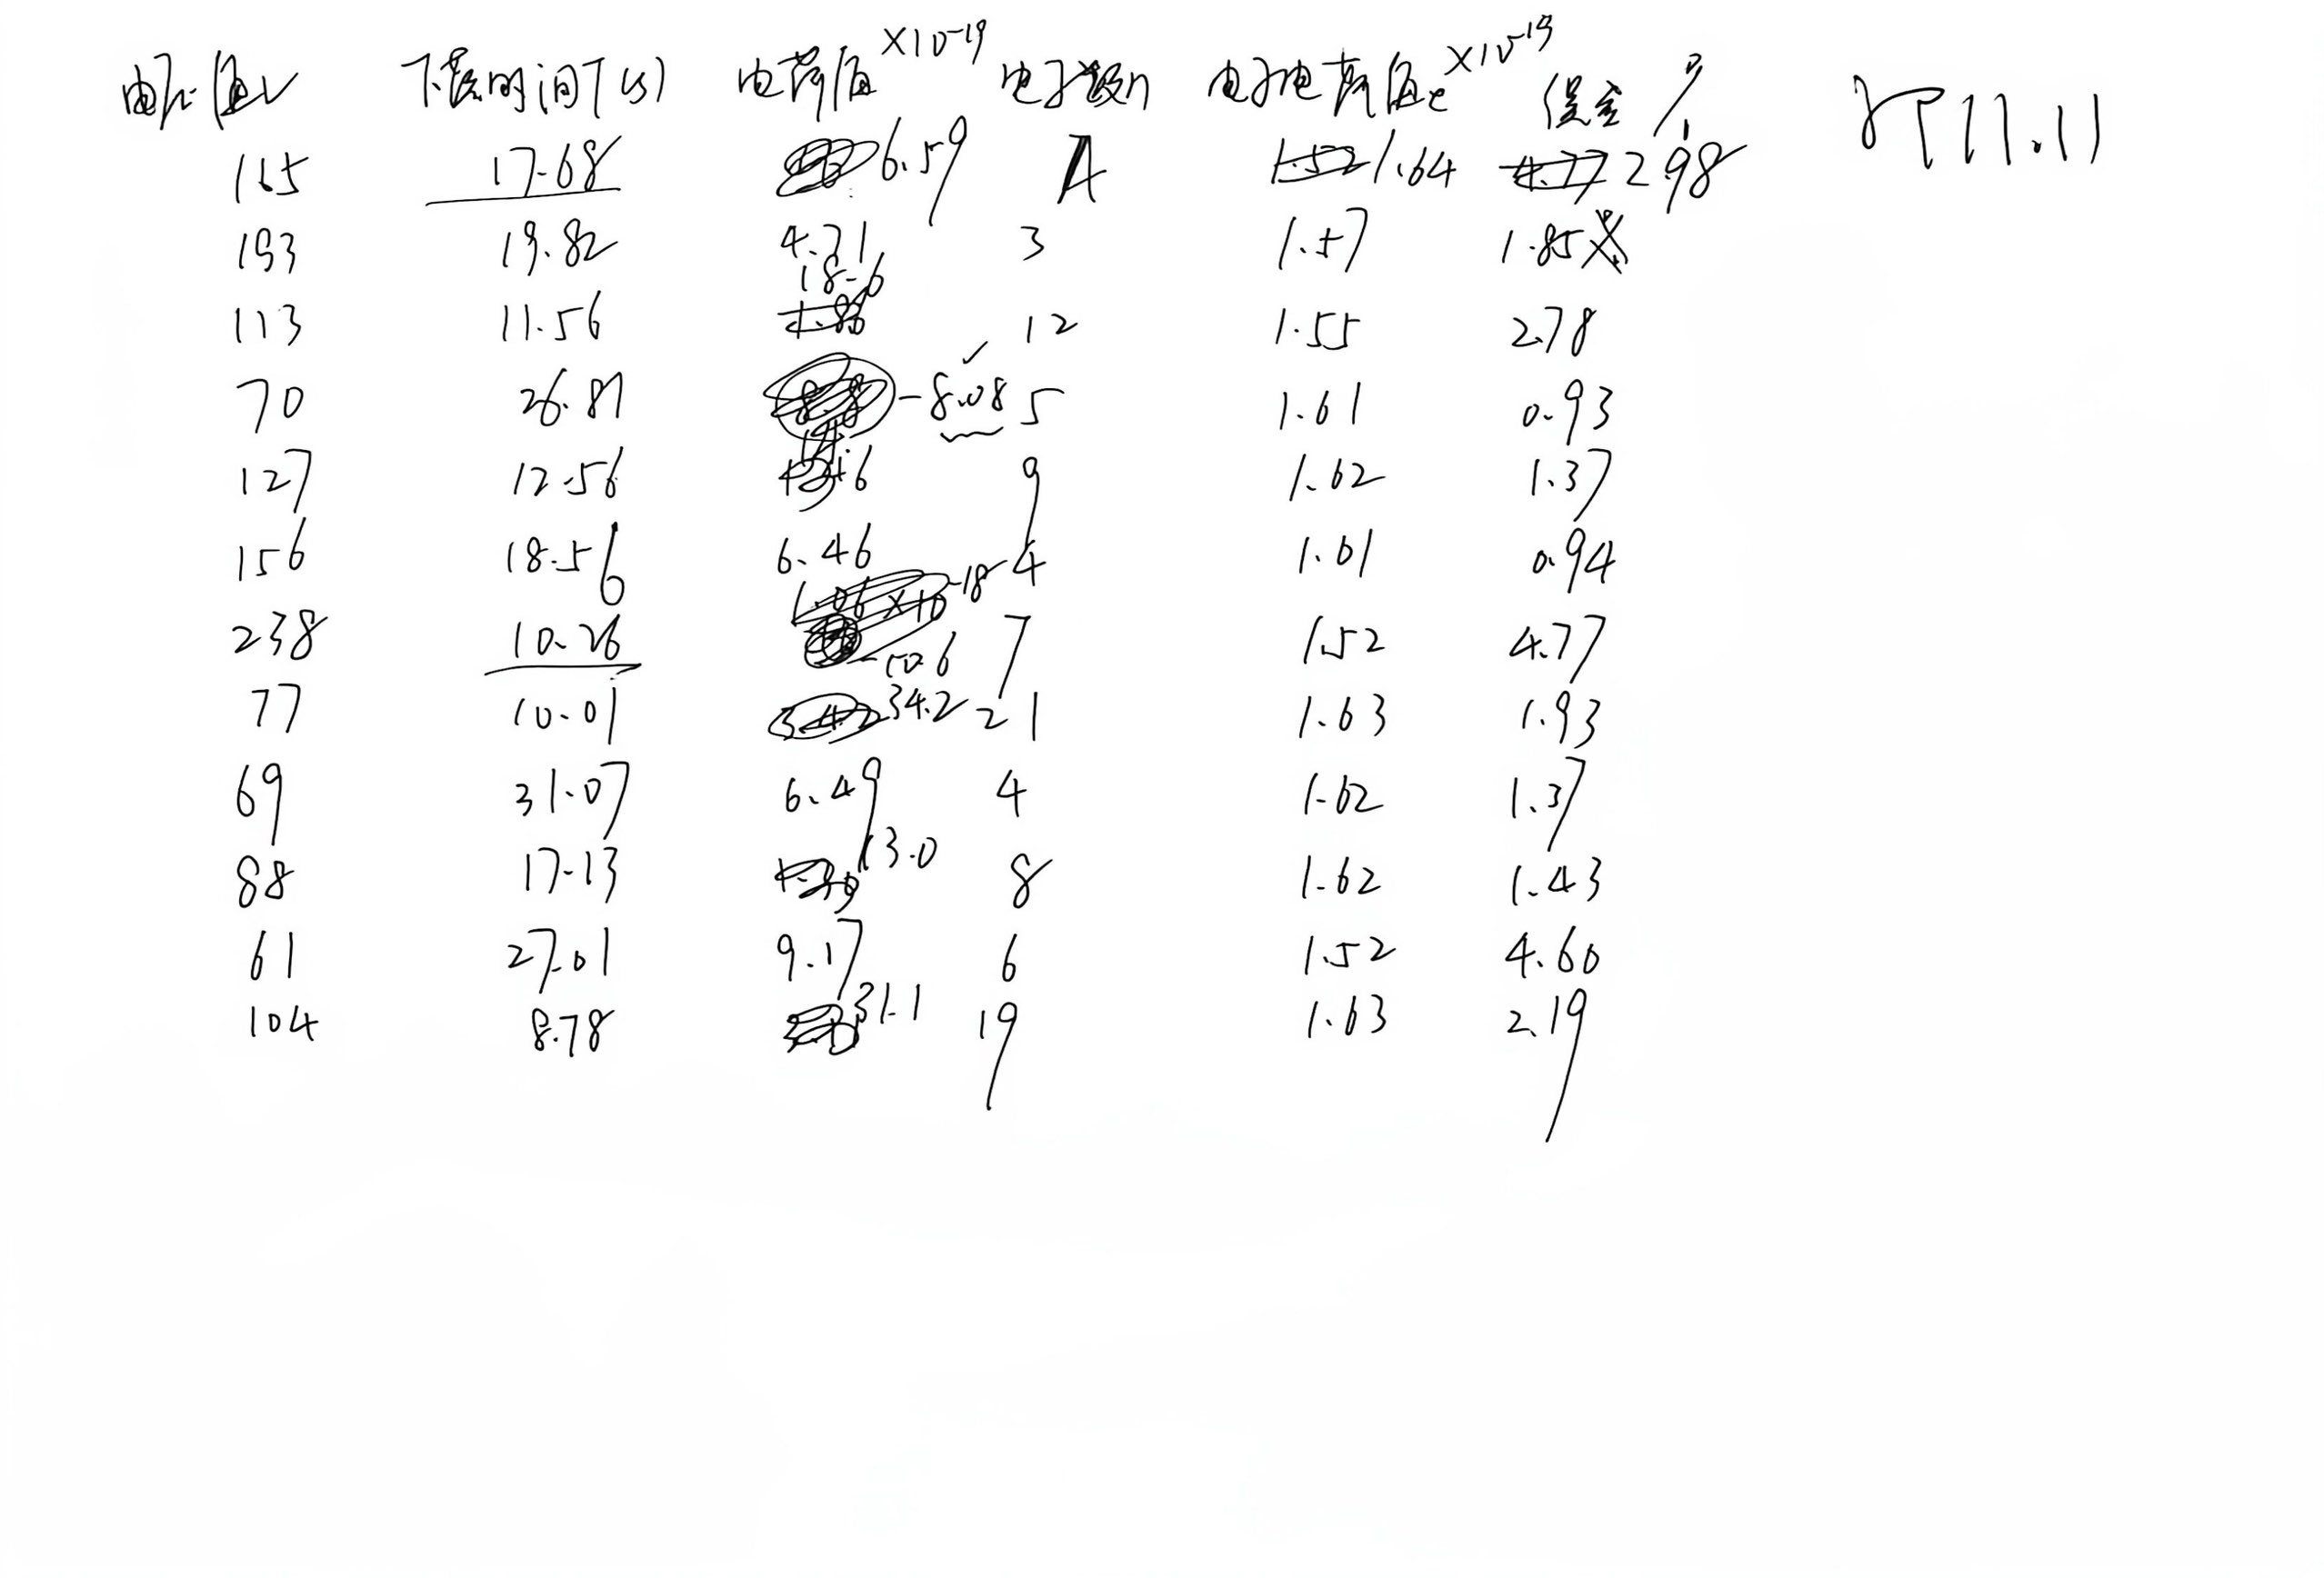 电压值V 下落时间T(s) 电荷值 ×10⁻¹⁹ 电子数n 电子电荷值e ×10⁻¹⁹ 误差 %
165 17.68 6.59 4 1.52 1.64 4.77 2.98
193 19.82 4.71 3 1.57 1.85
113 11.56 18.6 12 1.55 2.78
70 26.81 8.08 5 1.61 0.93
127 12.56 14.6 9 1.62 1.37
156 18.56 6.46 4 1.61 0.94
238 10.26 10.6 7 1.52 4.77
77 10.01 34.2 21 1.63 1.93
69 31.07 6.49 4 1.62 1.37
88 17.13 13.0 8 1.62 1.43
61 27.01 9.17 6 1.52 4.60
104 8.78 31.1 19 1.63 2.19
11.11